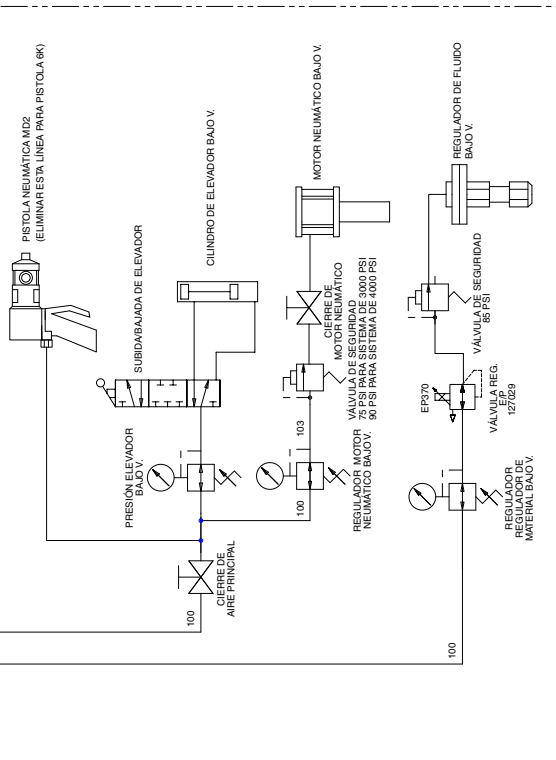 PISTOLA NEUMÁTICA MD2
(ELIMINAR ESTA LÍNEA PARA PISTOLA 6K)
SUBIDA/BAJADA DE ELEVADOR
CILINDRO DE ELEVADOR BAJO V.
PRESIÓN ELEVADOR
BAJO V.
CIERRE DE
AIRE PRINCIPAL
100
MOTOR NEUMÁTICO BAJO V.
CIERRE DE
MOTOR NEUMÁTICO
VÁLVULA DE SEGURIDAD
75 PSI PARA SISTEMA DE 3000 PSI
90 PSI PARA SISTEMA DE 4000 PSI
103
100
REGULADOR MOTOR
NEUMÁTICO BAJO V.
REGULADOR DE FLUIDO
BAJO V.
VÁLVULA DE SEGURIDAD
85 PSI
EP370
VÁLVULA REG.
E/P
127029
REGULADOR
REGULADOR DE
MATERIAL BAJO V.
100